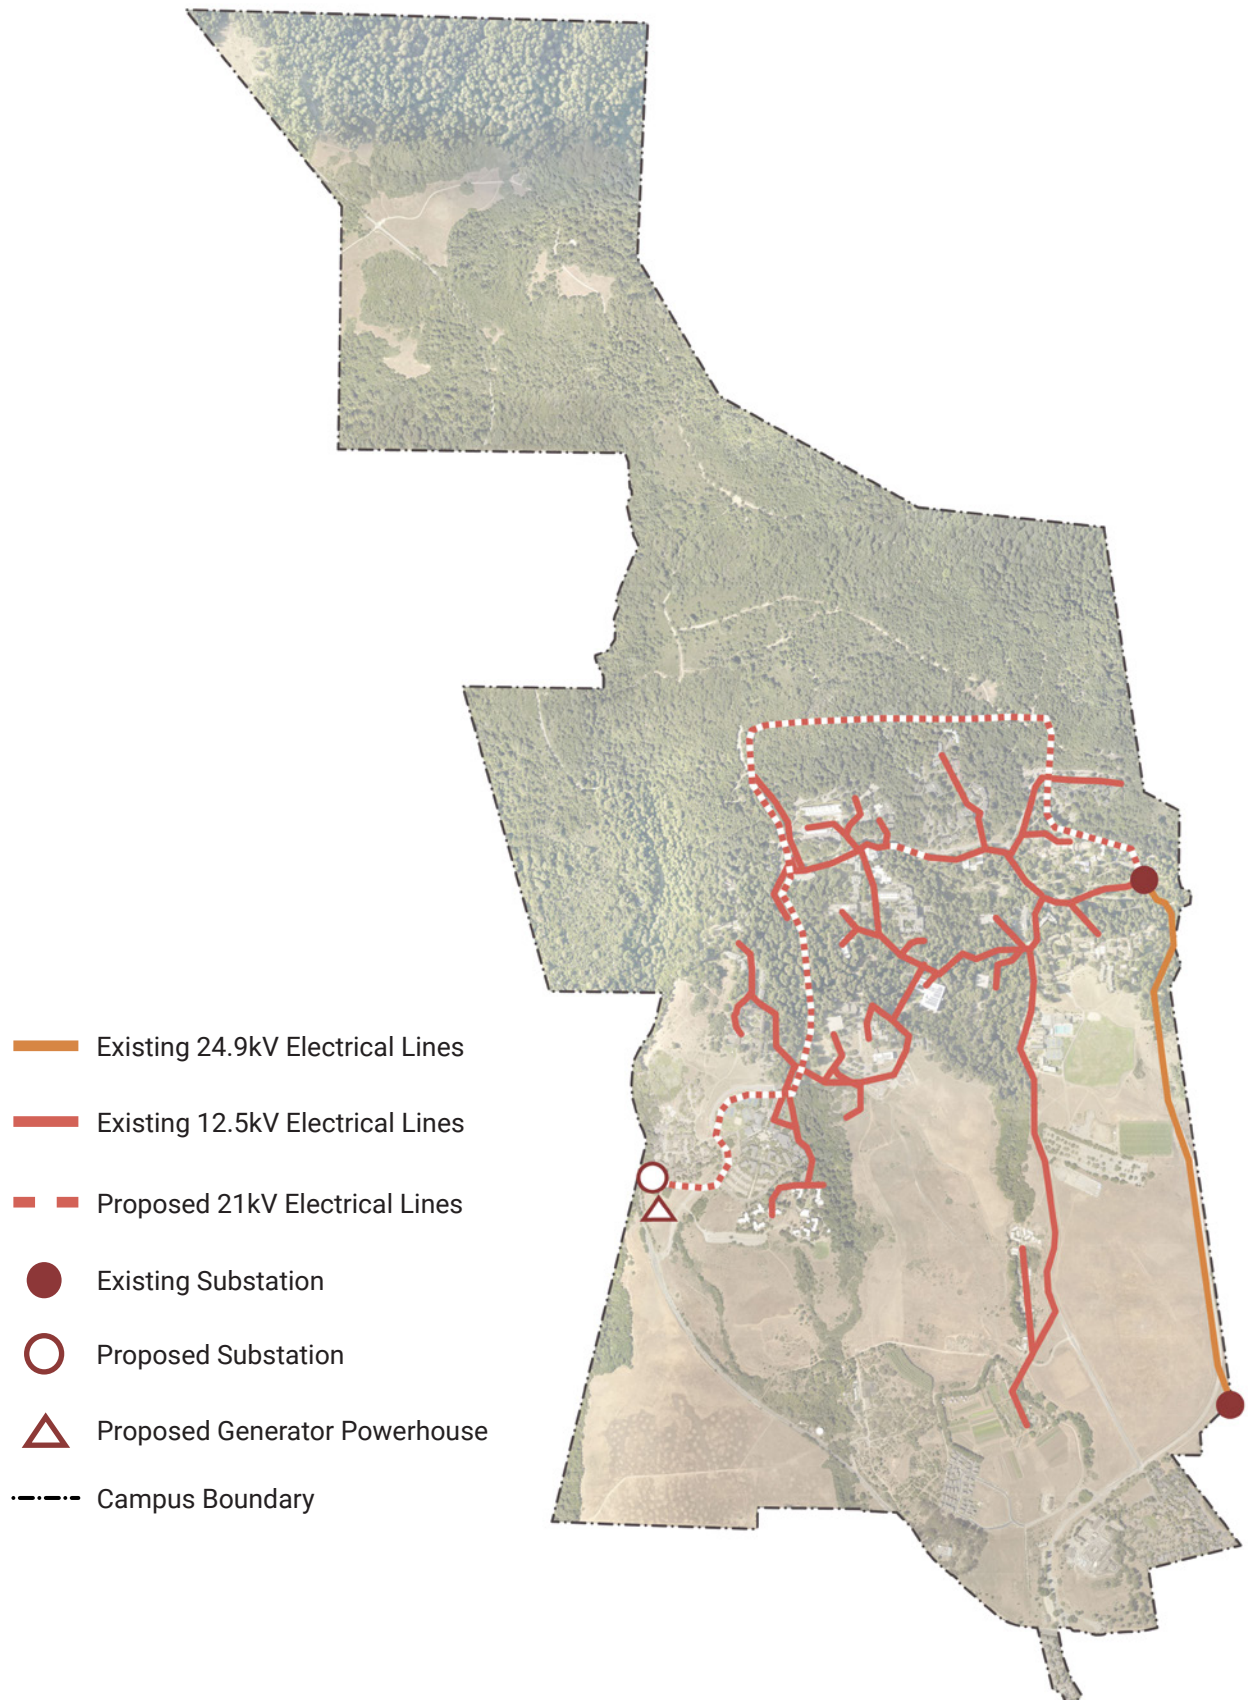 Existing 24.9kV Electrical Lines
Existing 12.5kV Electrical Lines
Proposed 21kV Electrical Lines
Existing Substation
Proposed Substation
Proposed Generator Powerhouse
Campus Boundary